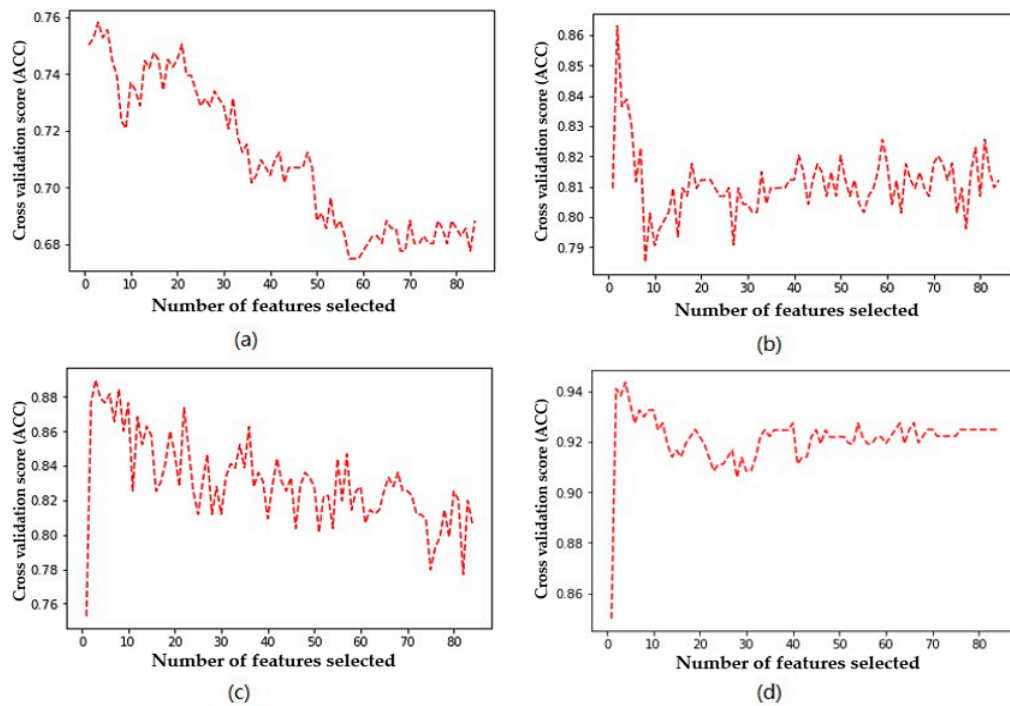 Cross validation score (ACC)
0.76
0.74
0.72
0.70
0.68
0 10 20 30 40 50 60 70 80
Number of features selected
(a)
Cross validation score (ACC)
0.86
0.85
0.84
0.83
0.82
0.81
0.80
0.79
0 10 20 30 40 50 60 70 80
Number of features selected
(b)
Cross validation score (ACC)
0.88
0.86
0.84
0.82
0.80
0.76
0 10 20 30 40 50 60 70 80
Number of features selected
(c)
Cross validation score (ACC)
0.94
0.92
0.90
0.88
0.86
0 10 20 30 40 50 60 70 80
Number of features selected
(d)